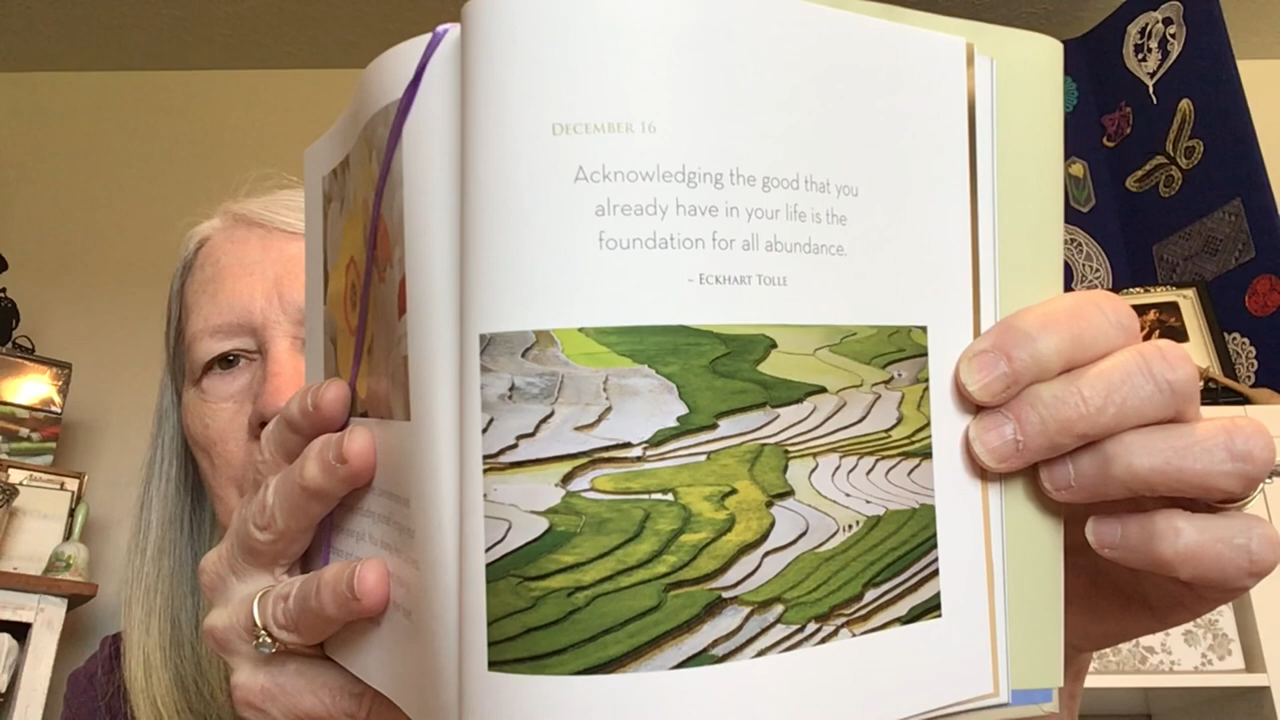 DECEMBER 16
Acknowledging the good that you
already have in your life is the
foundation for all abundance.
~ ECKHART TOLLE